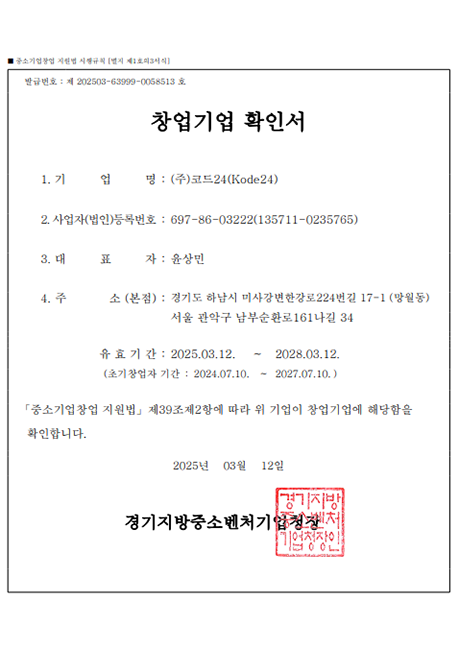 ■ 중소기업창업 지원법 시행규칙 [별지 제1호의3서식]
발급번호 : 제 202503-63999-0058513 호
창업기업 확인서
1. 기 업 명 : (주)코드24(Kode24)
2. 사업자(법인)등록번호 : 697-86-03222(135711-0235765)
3. 대 표 자 : 윤상민
4. 주 소 (본점) : 경기도 하남시 미사강변한강로224번길 17-1 (망월동)
서울 관악구 남부순환로161나길 34
유 효 기 간 : 2025.03.12. ~ 2028.03.12.
(초기창업자 기간 : 2024.07.10. ~ 2027.07.10.)
「중소기업창업 지원법」 제39조제2항에 따라 위 기업이 창업기업에 해당함을
확인합니다.
2025년 03월 12일
경기지방중소벤처기업청장
경기지방
중소벤처
기업청장인